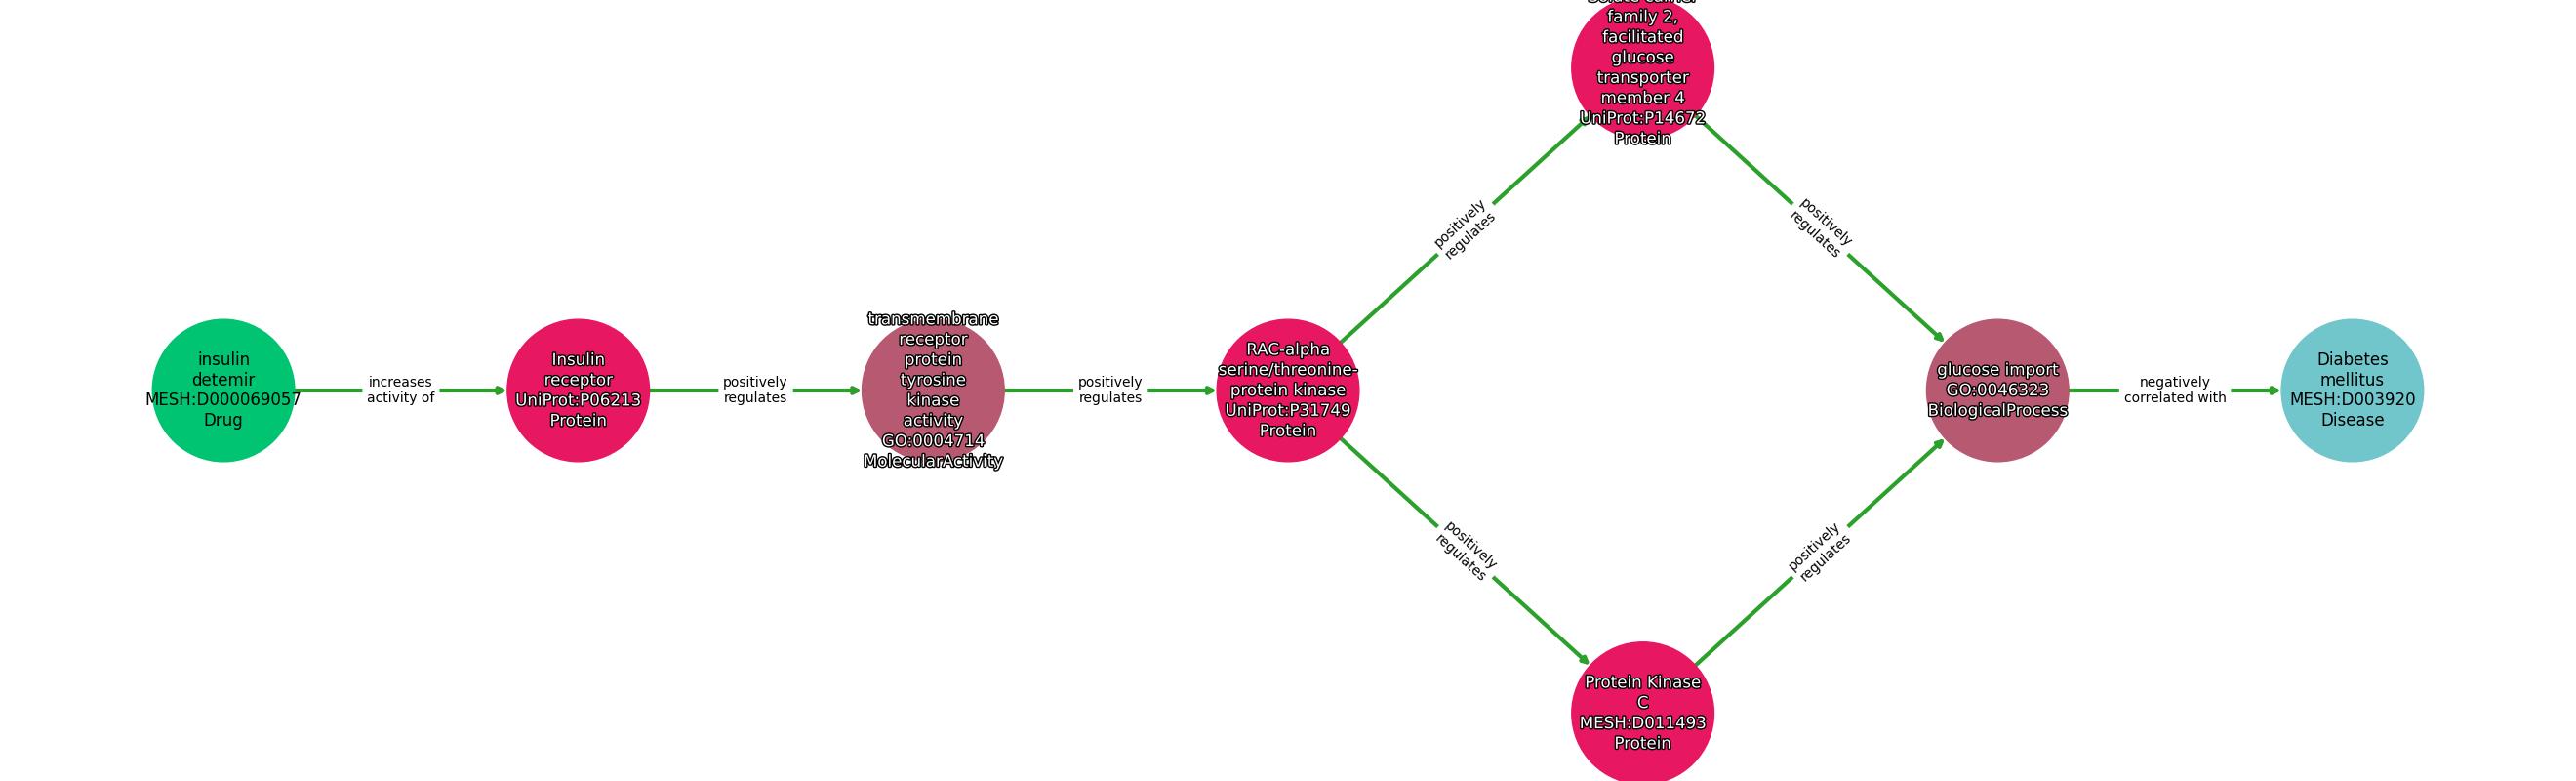 family 2,
facilitated
glucose
transporter
member 4
UniProt:P14672
Protein
positively
regulates
positively
regulates
insulin
detemir
MESH:D000069057
Drug
increases
activity of
Insulin
receptor
UniProt:P06213
Protein
positively
regulates
transmembrane
receptor
protein
tyrosine
kinase
activity
GO:0004714
MolecularActivity
positively
regulates
RAC-alpha
serine/threonine-
protein kinase
UniProt:P31749
Protein
glucose import
GO:0046323
BiologicalProcess
negatively
correlated with
Diabetes
mellitus
MESH:D003920
Disease
positively
regulates
positively
regulates
Protein Kinase
C
MESH:D011493
Protein